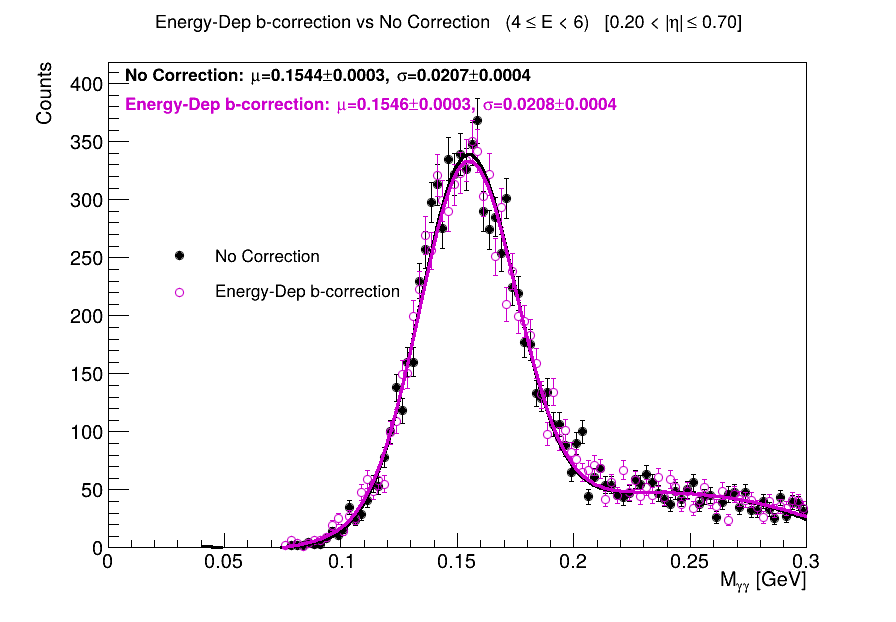 Energy-Dep b-correction vs No Correction (4 ≤ E < 6) [0.20 < |η| ≤ 0.70]
No Correction: μ=0.1544±0.0003, σ=0.0207±0.0004
Energy-Dep b-correction: μ=0.1546±0.0003, σ=0.0208±0.0004
Counts
400
350
300
250
200
150
100
50
0
No Correction
Energy-Dep b-correction
0 0.05 0.1 0.15 0.2 0.25 0.3
Mγγ [GeV]